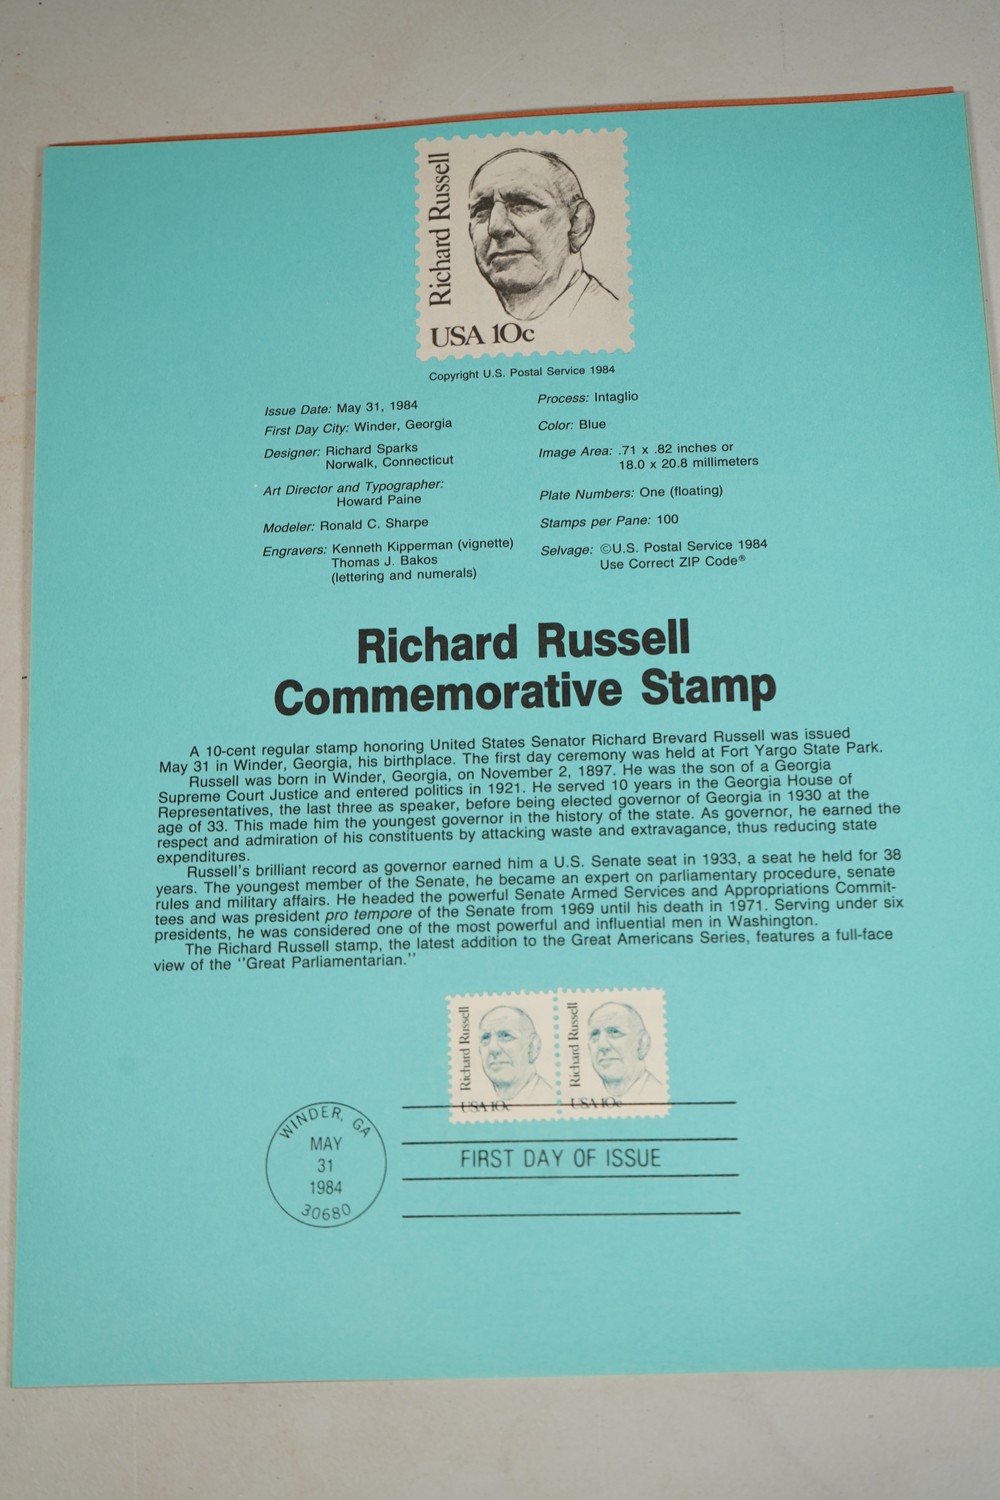 Richard Russell
USA 10c
Copyright U.S. Postal Service 1984
Issue Date: May 31, 1984
First Day City: Winder, Georgia
Designer: Richard Sparks
Norwalk, Connecticut
Art Director and Typographer:
Howard Paine
Modeler: Ronald C. Sharpe
Engravers: Kenneth Kipperman (vignette)
Thomas J. Bakos
(lettering and numerals)
Process: Intaglio
Color: Blue
Image Area: .71 x .82 inches or
18.0 x 20.8 millimeters
Plate Numbers: One (floating)
Stamps per Pane: 100
Selvage: ©U.S. Postal Service 1984
Use Correct ZIP Code®
Richard Russell
Commemorative Stamp
A 10-cent regular stamp honoring United States Senator Richard Brevard Russell was issued
May 31 in Winder, Georgia, his birthplace. The first day ceremony was held at Fort Yargo State Park.
Russell was born in Winder, Georgia, on November 2, 1897. He was the son of a Georgia
Supreme Court Justice and entered politics in 1921. He served 10 years in the Georgia House of
Representatives, the last three as speaker, before being elected governor of Georgia in 1930 at the
age of 33. This made him the youngest governor in the history of the state. As governor, he earned the
respect and admiration of his constituents by attacking waste and extravagance, thus reducing state
expenditures.
Russell's brilliant record as governor earned him a U.S. Senate seat in 1933, a seat he held for 38
years. The youngest member of the Senate, he became an expert on parliamentary procedure, senate
rules and military affairs. He headed the powerful Senate Armed Services and Appropriations Commit-
tees and was president pro tempore of the Senate from 1969 until his death in 1971. Serving under six
presidents, he was considered one of the most powerful and influential men in Washington.
The Richard Russell stamp, the latest addition to the Great Americans Series, features a full-face
view of the ''Great Parliamentarian.''
Richard Russell
USA 10c
Richard Russell
USA 10c
WINDER, GA
MAY
31
1984
30680
FIRST DAY OF ISSUE